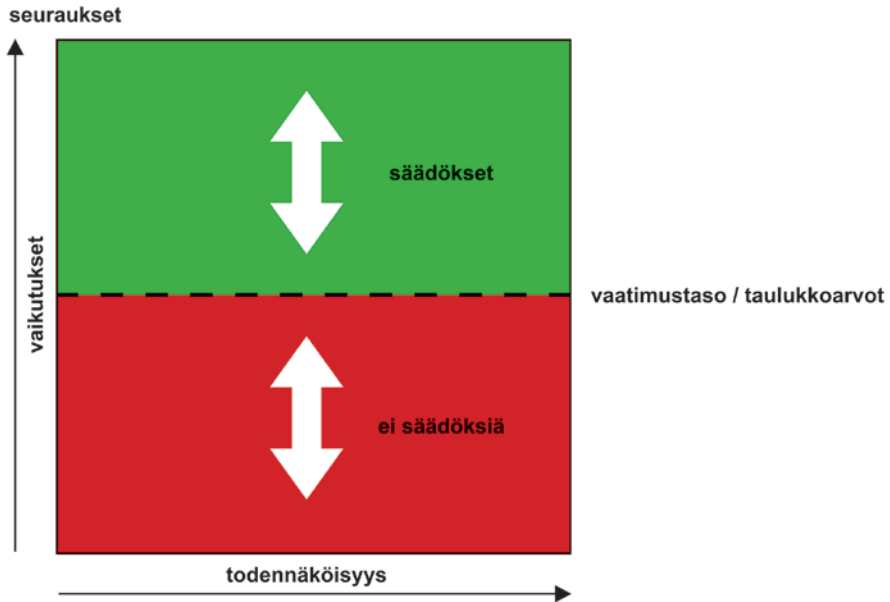 seuraukset
säädökset
vaikutukset
vaatimustaso / taulukkoarvot
ei säädöksiä
todennäköisyys